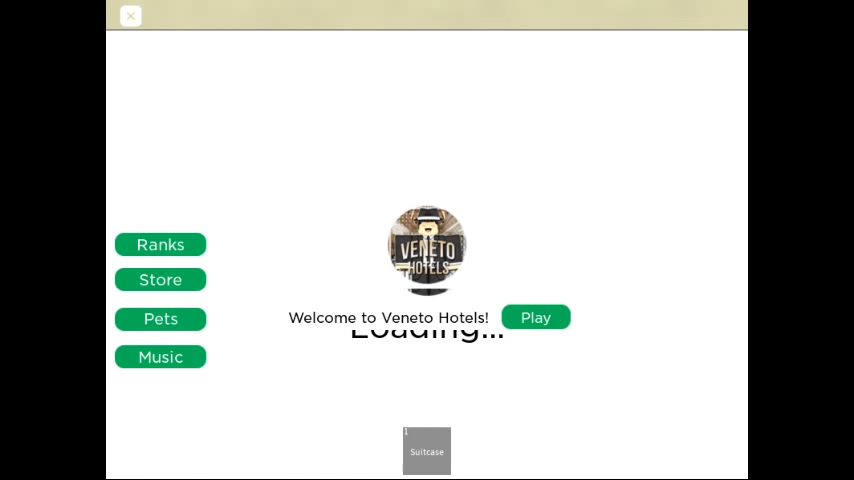 VENETO
HOTELS
Ranks
Store
Pets
Music
Welcome to Veneto Hotels!
Play
Loading...
1
Suitcase